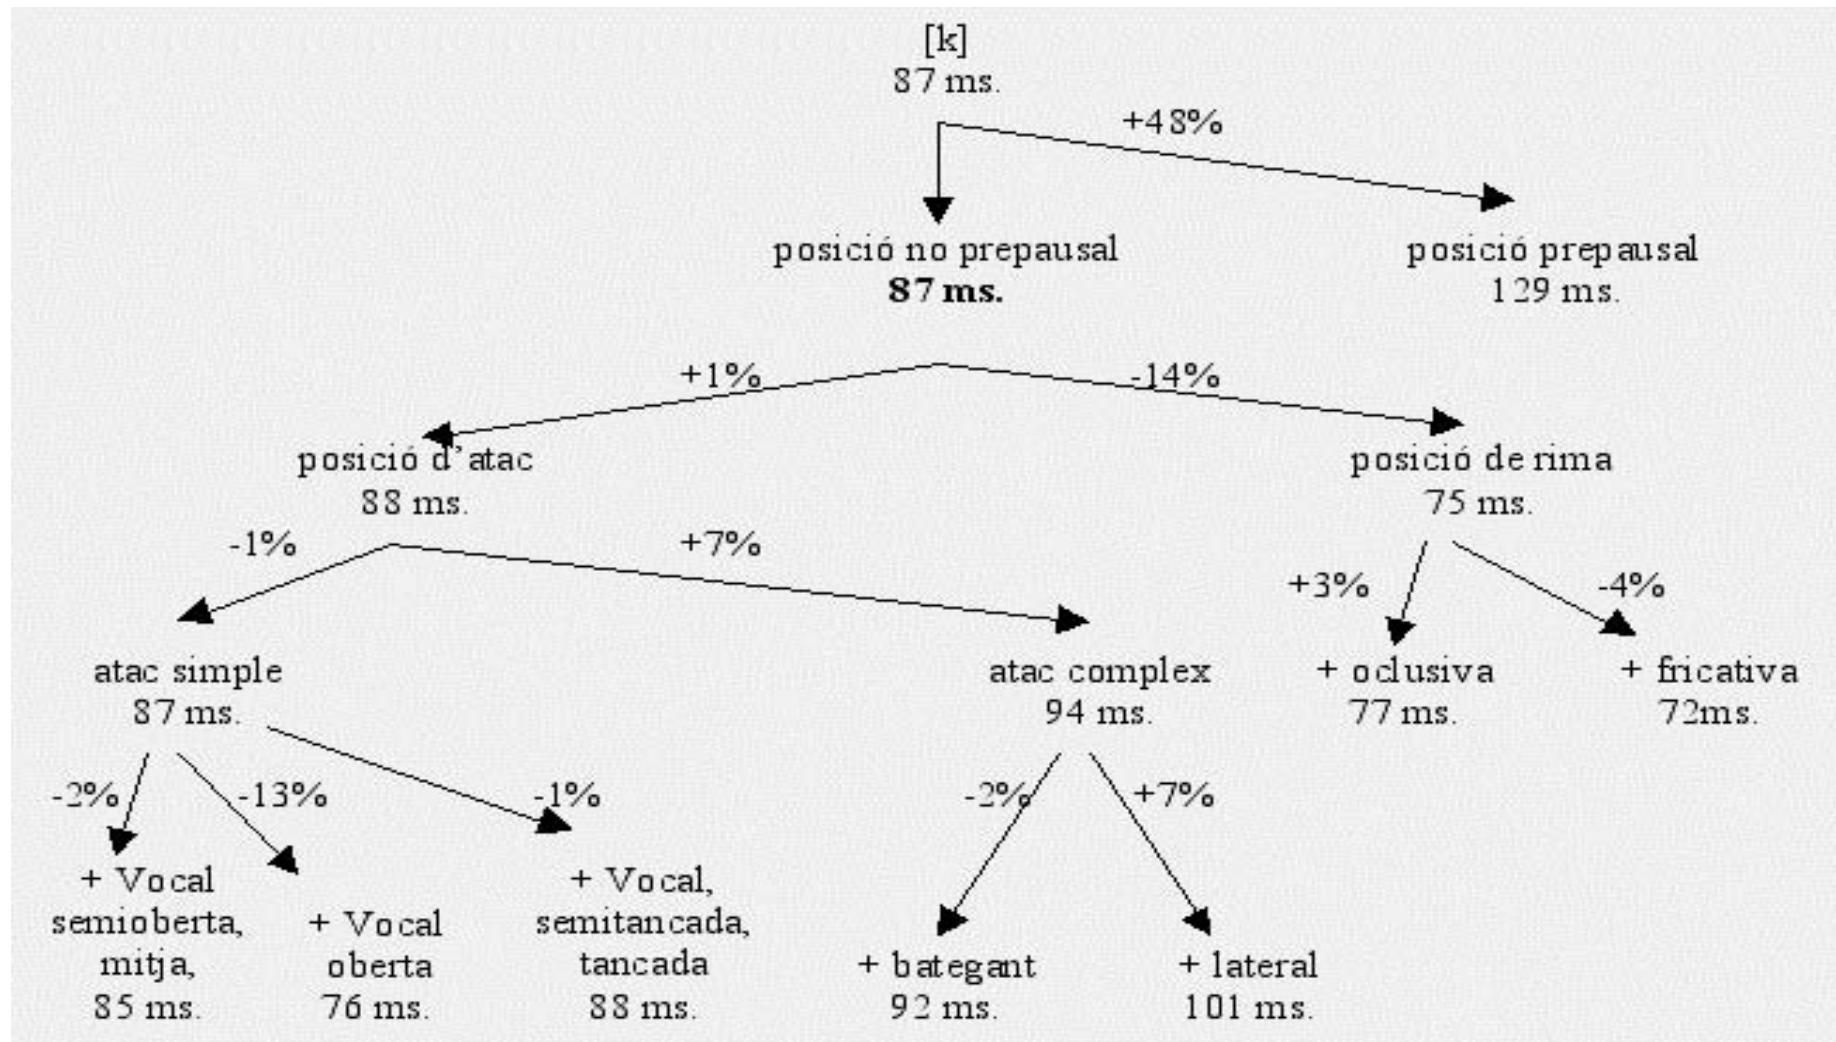 [k]
87 ms.
+48%
posició no prepausal
87 ms.
posició prepausal
129 ms.
+1%
-14%
posició d'atac
88 ms.
posició de rima
75 ms.
-1%
+7%
+3%
-4%
atac simple
87 ms.
atac complex
94 ms.
+ oclusiva
77 ms.
+ fricativa
72ms.
-2%
-13%
-1%
-2%
+7%
+ Vocal
semioberta,
mitja,
85 ms.
+ Vocal
oberta
76 ms.
+ Vocal,
semitancada,
tancada
88 ms.
+ bategant
92 ms.
+ lateral
101 ms.